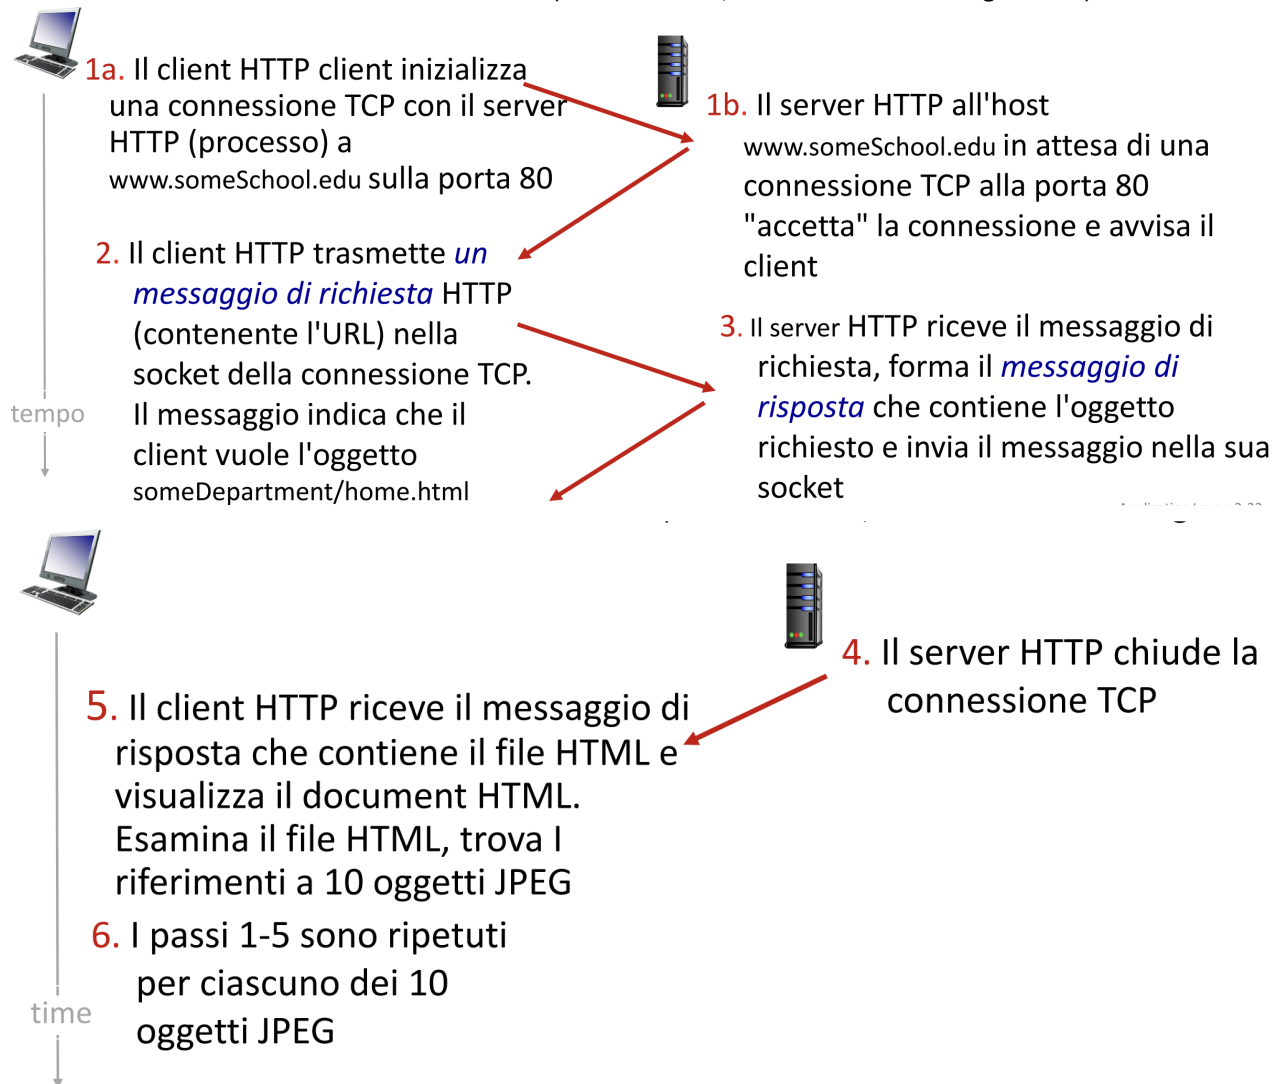 1a. Il client HTTP client inizializza
una connessione TCP con il server
HTTP (processo) a
www.someSchool.edu sulla porta 80
1b. Il server HTTP all'host
www.someSchool.edu in attesa di una
connessione TCP alla porta 80
"accetta" la connessione e avvisa il
client
2. Il client HTTP trasmette un
messaggio di richiesta HTTP
(contenente l'URL) nella
socket della connessione TCP.
Il messaggio indica che il
client vuole l'oggetto
someDepartment/home.html
3. Il server HTTP riceve il messaggio di
richiesta, forma il messaggio di
risposta che contiene l'oggetto
richiesto e invia il messaggio nella sua
socket
tempo
4. Il server HTTP chiude la
connessione TCP
5. Il client HTTP riceve il messaggio di
risposta che contiene il file HTML e
visualizza il document HTML.
Esamina il file HTML, trova I
riferimenti a 10 oggetti JPEG
6. I passi 1-5 sono ripetuti
per ciascuno dei 10
oggetti JPEG
time